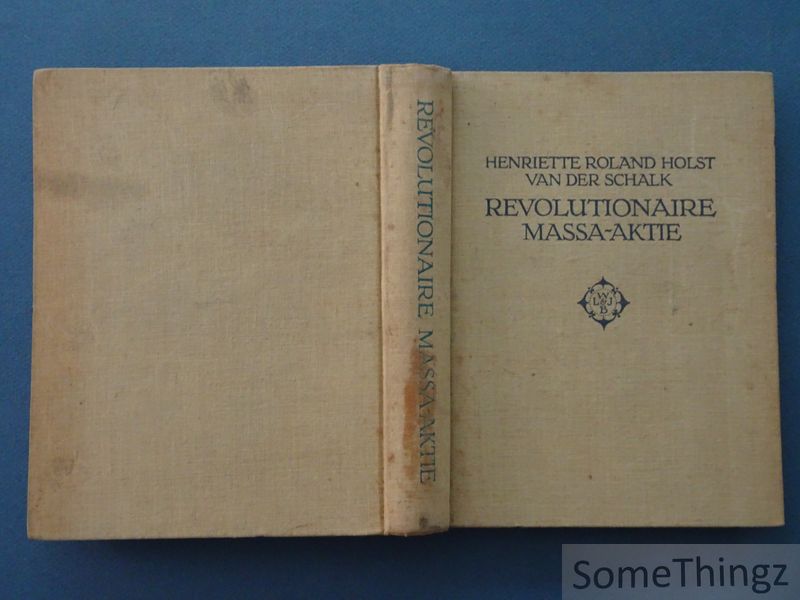 REVOLUTIONAIRE MASSA-AKTIE
HENRIETTE ROLAND HOLST
VAN DER SCHALK
REVOLUTIONAIRE
MASSA-AKTIE
W
L & J
B
SomeThingz